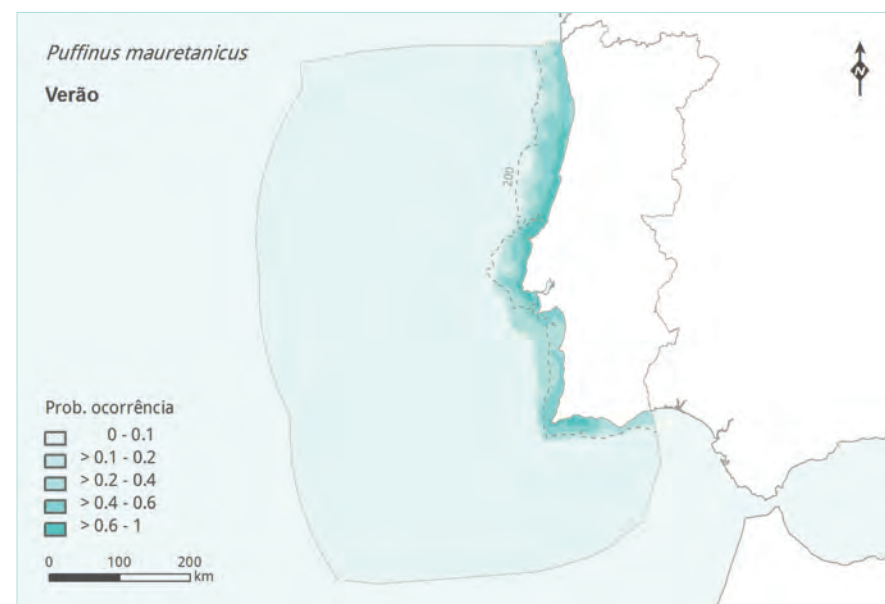 Puffinus mauretanicus
Verão
N
200
Prob. ocorrência
0 - 0.1
> 0.1 - 0.2
> 0.2 - 0.4
> 0.4 - 0.6
> 0.6 - 1
0 100 200
km